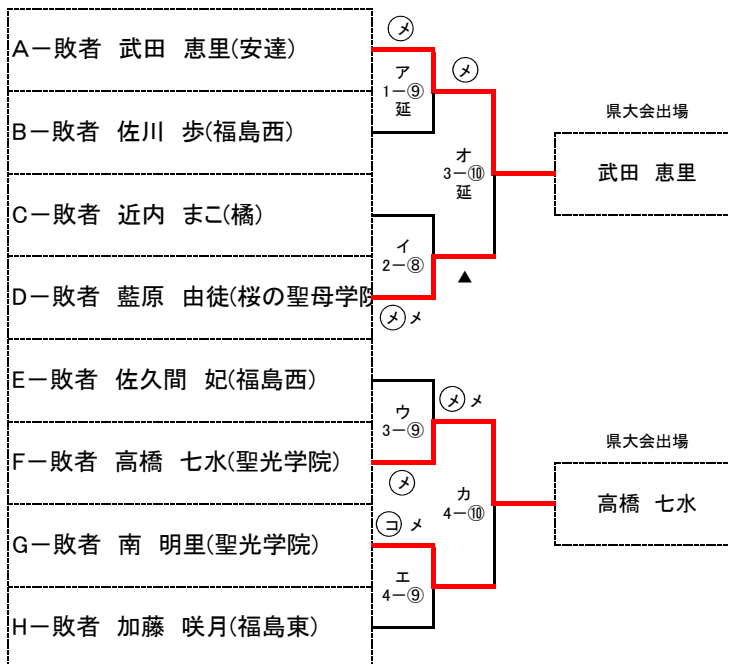 ㋱
A－敗者　武田　恵里(安達)
㋱
ア
1－⑨
延
県大会出場
B－敗者　佐川　歩(福島西)
オ
3－⑩
延
武田　恵里
C－敗者　近内　まこ(橘)
イ
2－⑧
▲
D－敗者　藍原　由徒(桜の聖母学院
㋱メ
E－敗者　佐久間　妃(福島西)
㋱メ
ウ
3－⑨
県大会出場
F－敗者　高橋　七水(聖光学院)
㋱
カ
4－⑩
高橋　七水
㋙メ
G－敗者　南　明里(聖光学院)
エ
4－⑨
H－敗者　加藤　咲月(福島東)